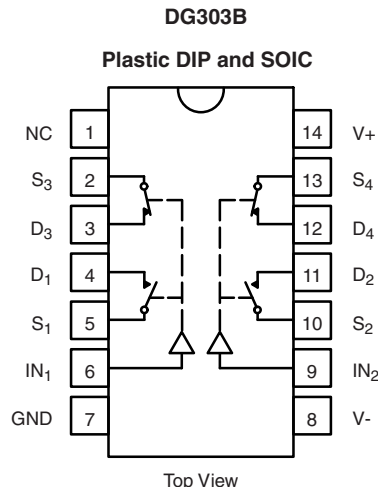 DG303B
Plastic DIP and SOIC
NC 1 14 V+
S3 2 13 S4
D3 3 12 D4
D1 4 11 D2
S1 5 10 S2
IN1 6 9 IN2
GND 7 8 V-
Top View